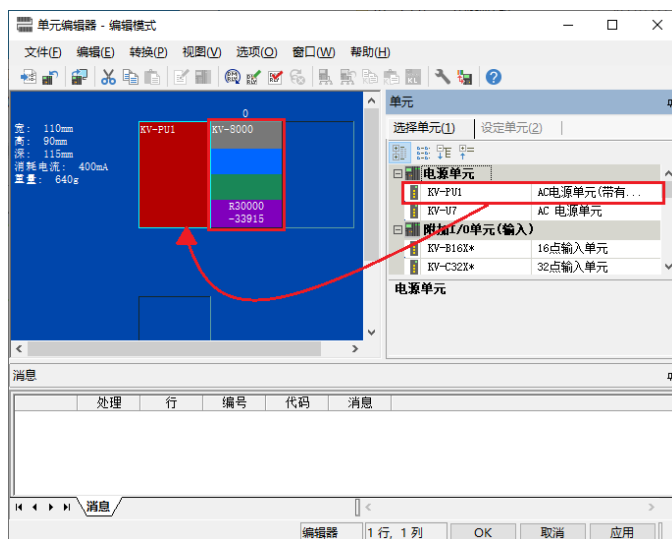 单元编辑器 - 编辑模式
文件(F) 编辑(E) 转换(P) 视图(V) 选项(O) 窗口(W) 帮助(H)
单元
选择单元(1) 设定单元(2)
宽: 110mm
高: 90mm
深: 115mm
消耗电流: 400mA
重量: 640g
0
KV-PU1
KV-8000
R30000
-33915
电源单元
KV-PU1 AC电源单元(带有...
KV-U7 AC 电源单元
附加I/O单元(输入)
KV-B16X* 16点输入单元
KV-C32X* 32点输入单元
电源单元
消息
处理 行 编号 代码 消息
消息
编辑器 1 行, 1 列 OK 取消 应用